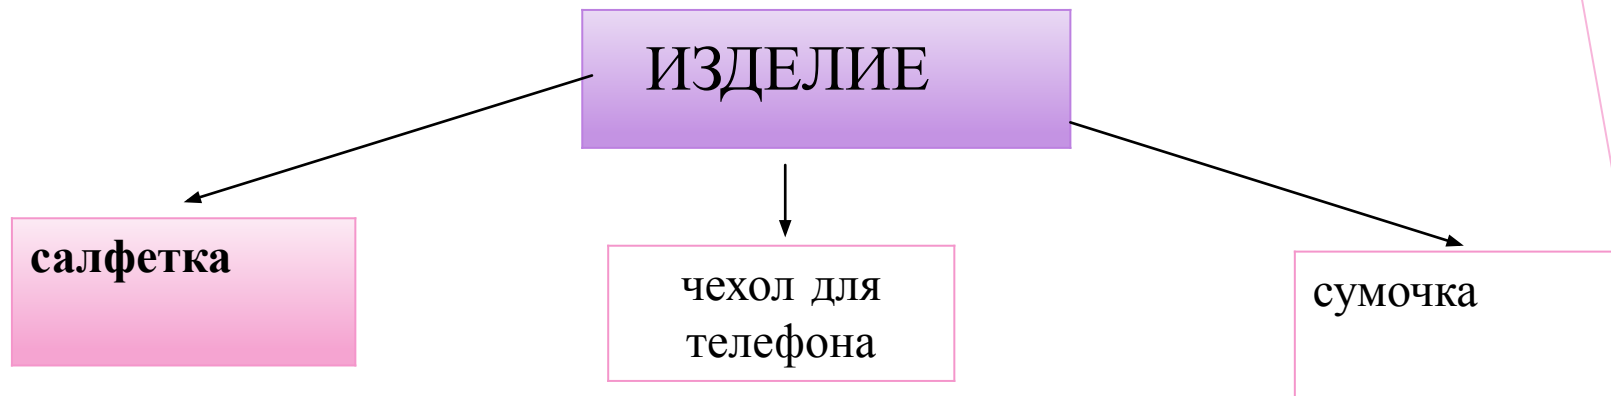 ИЗДЕЛИЕ
салфетка
чехол для
телефона
сумочка